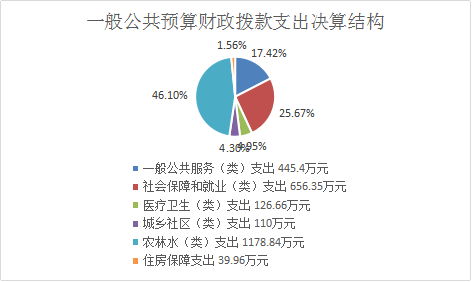 一般公共预算财政拨款支出决算结构
1.56%
17.42%
46.10%
25.67%
4.30%
4.95%
一般公共服务（类）支出 445.4万元
社会保障和就业（类）支出 656.35万元
医疗卫生（类）支出 126.66万元
城乡社区（类）支出 110万元
农林水（类）支出 1178.84万元
住房保障支出 39.96万元